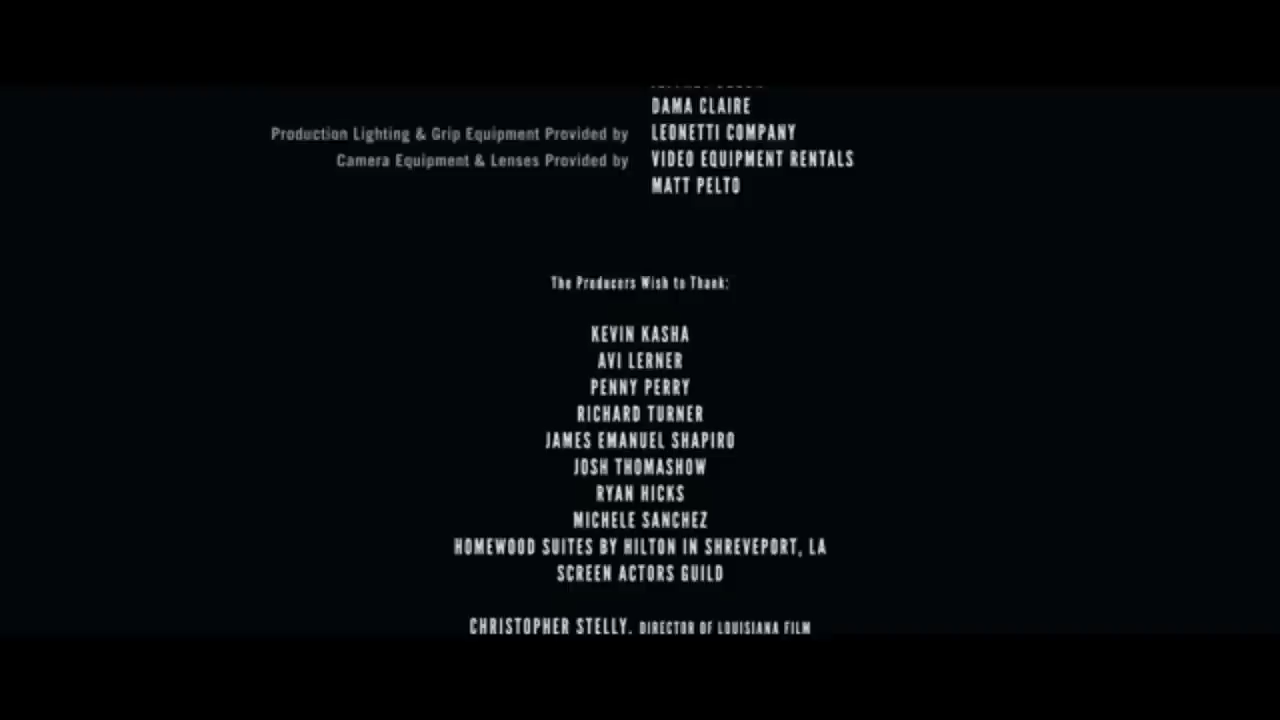 DAMA CLAIRE
Production Lighting & Grip Equipment Provided by LEONETTI COMPANY
Camera Equipment & Lenses Provided by VIDEO EQUIPMENT RENTALS
MATT PELTO
The Producers Wish to Thank:
KEVIN KASHA
AVI LERNER
PENNY PERRY
RICHARD TURNER
JAMES EMANUEL SHAPIRO
JOSH THOMASHOW
RYAN HICKS
MICHELE SANCHEZ
HOMEWOOD SUITES BY HILTON IN SHREVEPORT, LA
SCREEN ACTORS GUILD
CHRISTOPHER STELLY, DIRECTOR OF LOUISIANA FILM